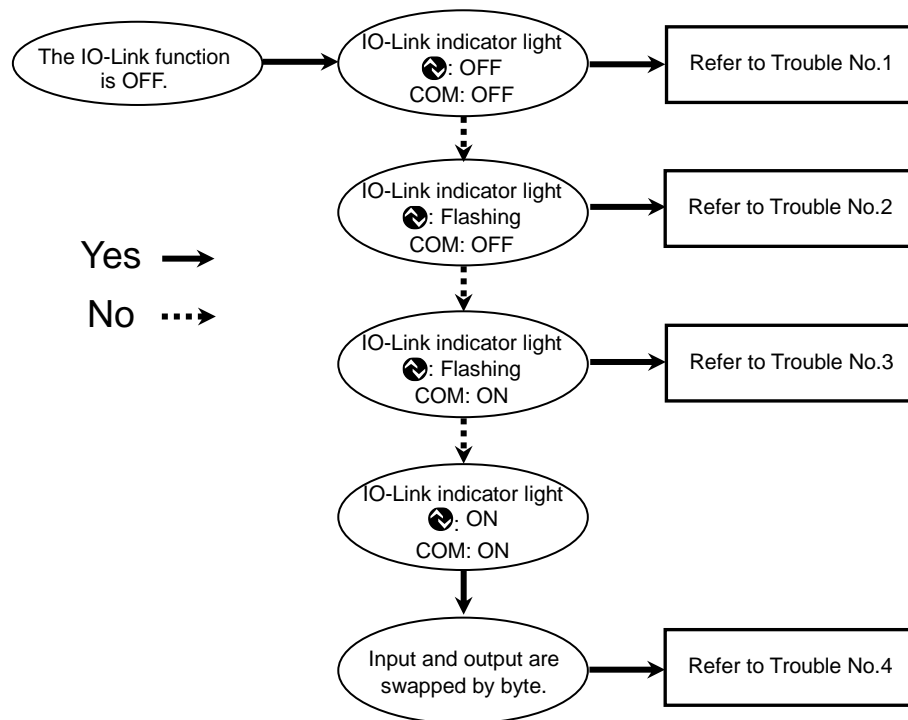 The IO-Link function
is OFF.
IO-Link indicator light
: OFF
COM: OFF
Refer to Trouble No.1
IO-Link indicator light
: Flashing
COM: OFF
Refer to Trouble No.2
Yes
No
IO-Link indicator light
: Flashing
COM: ON
Refer to Trouble No.3
IO-Link indicator light
: ON
COM: ON
Input and output are
swapped by byte.
Refer to Trouble No.4